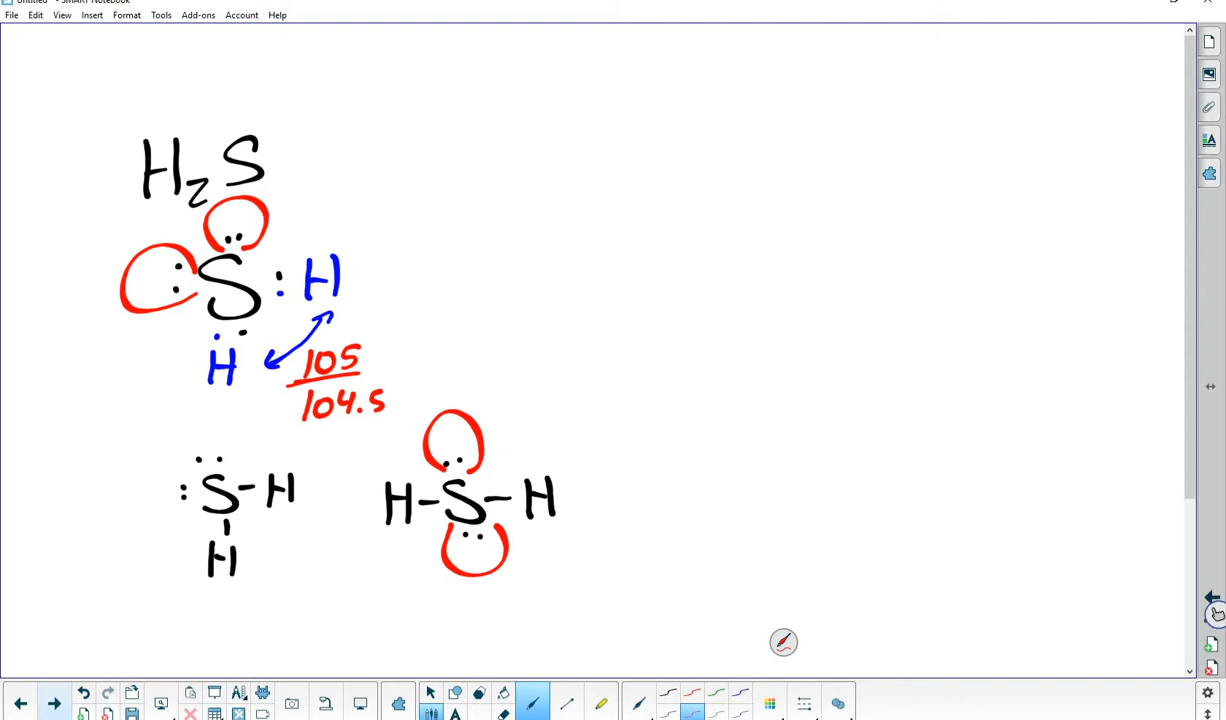 Untitled * - SMART Notebook
File Edit View Insert Format Tools Add-ons Account Help
H₂S
: S̈ : H
H
105
104.5
: S̈ - H
H
H - S̈ - H